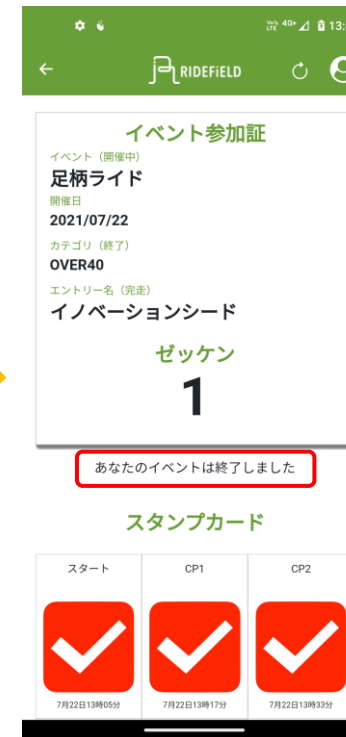 Vo)) LTE 4G+ 13:
RIDEFiELD
イベント参加証
イベント（開催中）
足柄ライド
開催日
2021/07/22
カテゴリ（終了）
OVER40
エントリー名（完走）
イノベーションシード
ゼッケン
1
あなたのイベントは終了しました
スタンプカード
スタート CP1 CP2
7月22日13時05分 7月22日13時17分 7月22日13時33分